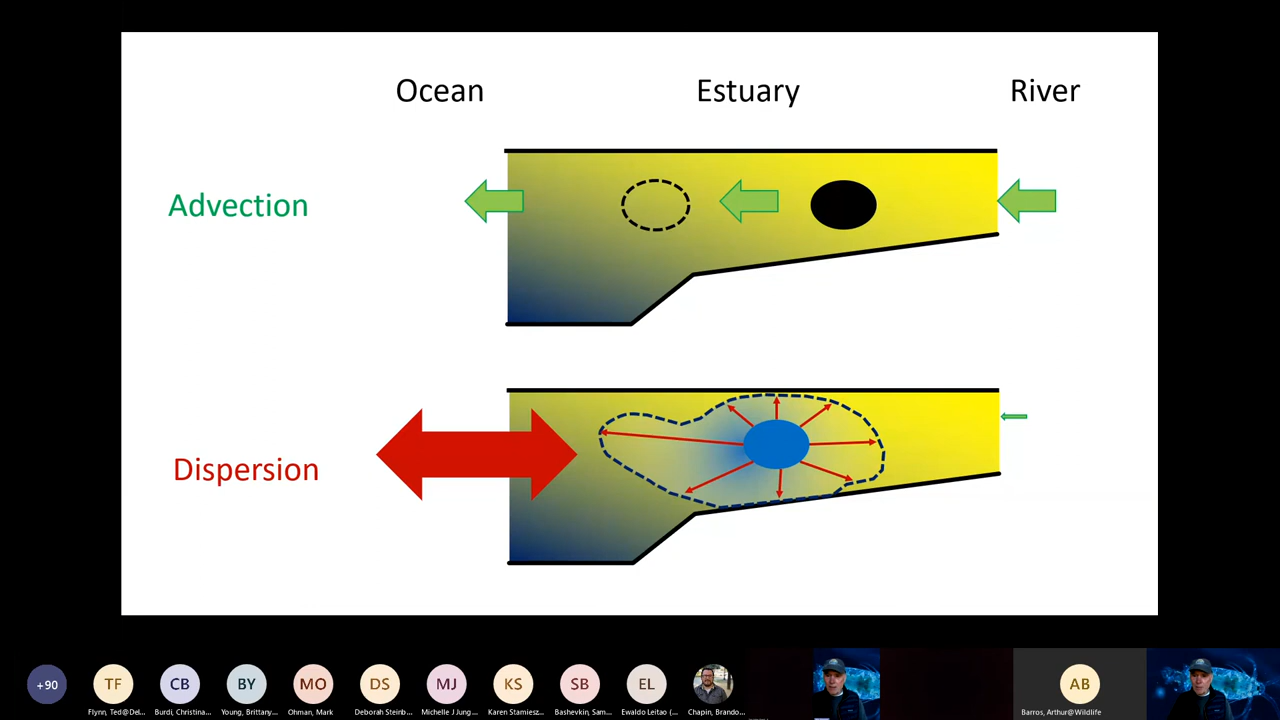 Ocean
Estuary
River
Advection
Dispersion
+90
TF
CB
BY
MO
DS
MJ
KS
SB
EL
AB
Flynn, Ted@Del...
Burdi, Christina...
Young, Brittany...
Ohman, Mark
Deborah Steinb...
Michelle J Jung...
Karen Stamiesz...
Bashevkin, Sam...
Ewaldo Leitao (...
Chapin, Brando...
Barros, Arthur@Wildlife